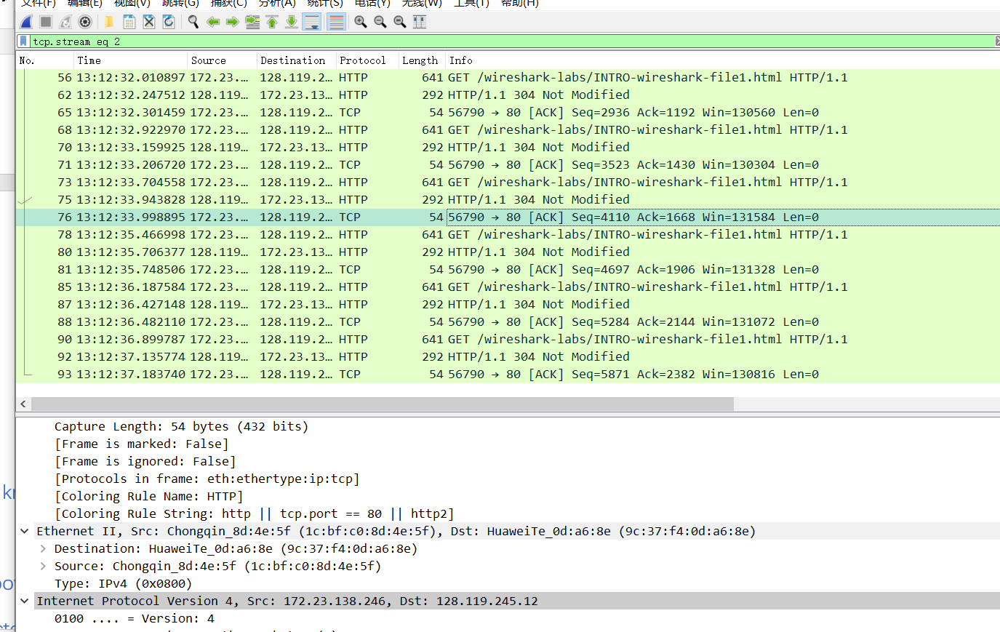 文件(F) 编辑(E) 视图(V) 跳转(G) 捕获(C) 分析(A) 统计(S) 电话(Y) 无线(W) 工具(T) 帮助(H)
tcp.stream eq 2
No. Time Source Destination Protocol Length Info
56 13:12:32.010897 172.23.… 128.119.2… HTTP 641 GET /wireshark-labs/INTRO-wireshark-file1.html HTTP/1.1
62 13:12:32.247512 128.119… 172.23.13… HTTP 292 HTTP/1.1 304 Not Modified
65 13:12:32.301459 172.23.… 128.119.2… TCP 54 56790 → 80 [ACK] Seq=2936 Ack=1192 Win=130560 Len=0
68 13:12:32.922970 172.23.… 128.119.2… HTTP 641 GET /wireshark-labs/INTRO-wireshark-file1.html HTTP/1.1
70 13:12:33.159925 128.119… 172.23.13… HTTP 292 HTTP/1.1 304 Not Modified
71 13:12:33.206720 172.23.… 128.119.2… TCP 54 56790 → 80 [ACK] Seq=3523 Ack=1430 Win=130304 Len=0
73 13:12:33.704558 172.23.… 128.119.2… HTTP 641 GET /wireshark-labs/INTRO-wireshark-file1.html HTTP/1.1
75 13:12:33.943828 128.119… 172.23.13… HTTP 292 HTTP/1.1 304 Not Modified
76 13:12:33.998895 172.23.… 128.119.2… TCP 54 56790 → 80 [ACK] Seq=4110 Ack=1668 Win=131584 Len=0
78 13:12:35.466998 172.23.… 128.119.2… HTTP 641 GET /wireshark-labs/INTRO-wireshark-file1.html HTTP/1.1
80 13:12:35.706377 128.119… 172.23.13… HTTP 292 HTTP/1.1 304 Not Modified
81 13:12:35.748506 172.23.… 128.119.2… TCP 54 56790 → 80 [ACK] Seq=4697 Ack=1906 Win=131328 Len=0
85 13:12:36.187584 172.23.… 128.119.2… HTTP 641 GET /wireshark-labs/INTRO-wireshark-file1.html HTTP/1.1
87 13:12:36.427148 128.119… 172.23.13… HTTP 292 HTTP/1.1 304 Not Modified
88 13:12:36.482110 172.23.… 128.119.2… TCP 54 56790 → 80 [ACK] Seq=5284 Ack=2144 Win=131072 Len=0
90 13:12:36.899787 172.23.… 128.119.2… HTTP 641 GET /wireshark-labs/INTRO-wireshark-file1.html HTTP/1.1
92 13:12:37.135774 128.119… 172.23.13… HTTP 292 HTTP/1.1 304 Not Modified
93 13:12:37.183740 172.23.… 128.119.2… TCP 54 56790 → 80 [ACK] Seq=5871 Ack=2382 Win=130816 Len=0
Capture Length: 54 bytes (432 bits)
[Frame is marked: False]
[Frame is ignored: False]
[Protocols in frame: eth:ethertype:ip:tcp]
[Coloring Rule Name: HTTP]
[Coloring Rule String: http || tcp.port == 80 || http2]
Ethernet II, Src: Chongqin_8d:4e:5f (1c:bf:c0:8d:4e:5f), Dst: HuaweiTe_0d:a6:8e (9c:37:f4:0d:a6:8e)
Destination: HuaweiTe_0d:a6:8e (9c:37:f4:0d:a6:8e)
Source: Chongqin_8d:4e:5f (1c:bf:c0:8d:4e:5f)
Type: IPv4 (0x0800)
Internet Protocol Version 4, Src: 172.23.138.246, Dst: 128.119.245.12
0100 .... = Version: 4